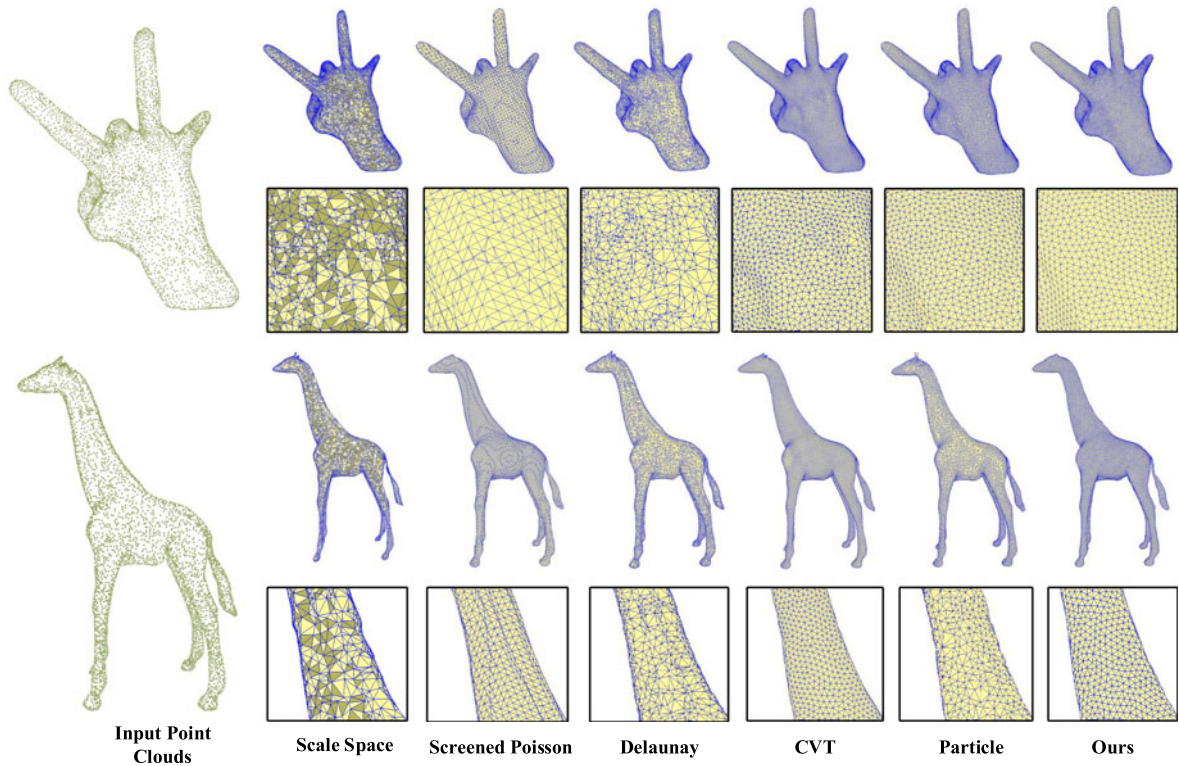 Input Point
Clouds
Scale Space
Screened Poisson
Delaunay
CVT
Particle
Ours